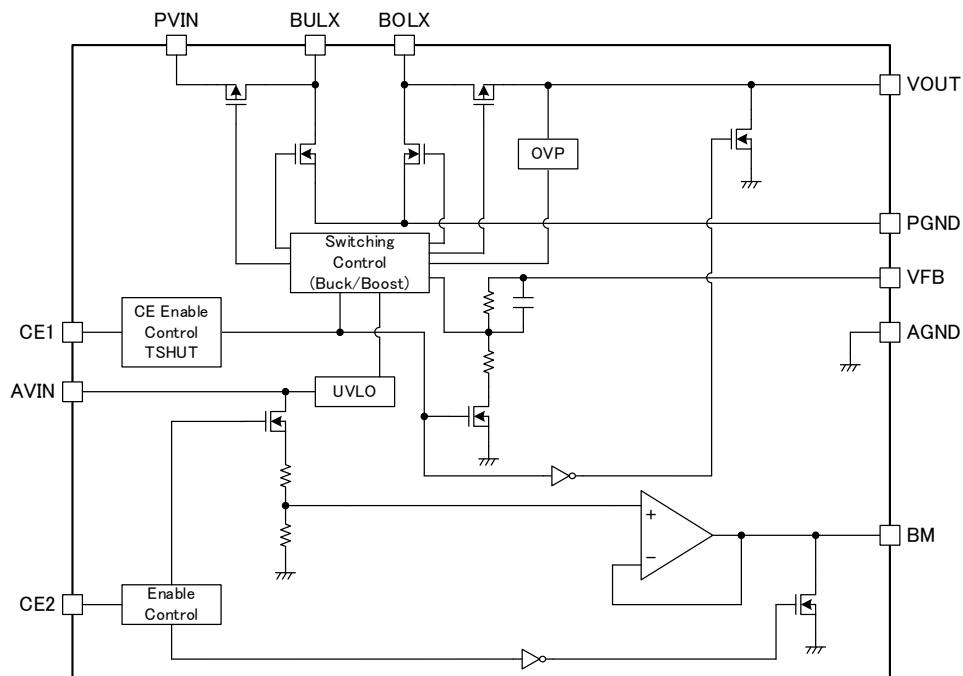 PVIN
BULX
BOLX
VOUT
OVP
PGND
Switching
Control
(Buck/Boost)
VFB
CE1
CE Enable
Control
TSHUT
AGND
AVIN
UVLO
+
−
BM
CE2
Enable
Control